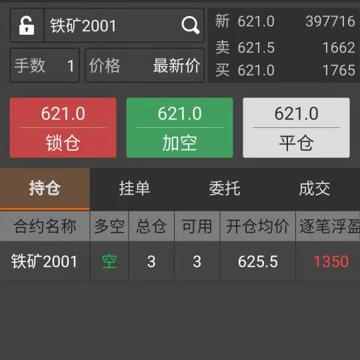 铁矿2001
新 621.0 397716
卖 621.5 1662
手数 1 价格 最新价
买 621.0 1765
621.0 621.0 621.0
锁仓 加空 平仓
持仓 挂单 委托 成交
合约名称 多空 总仓 可用 开仓均价 逐笔浮盈
铁矿2001 空 3 3 625.5 1350